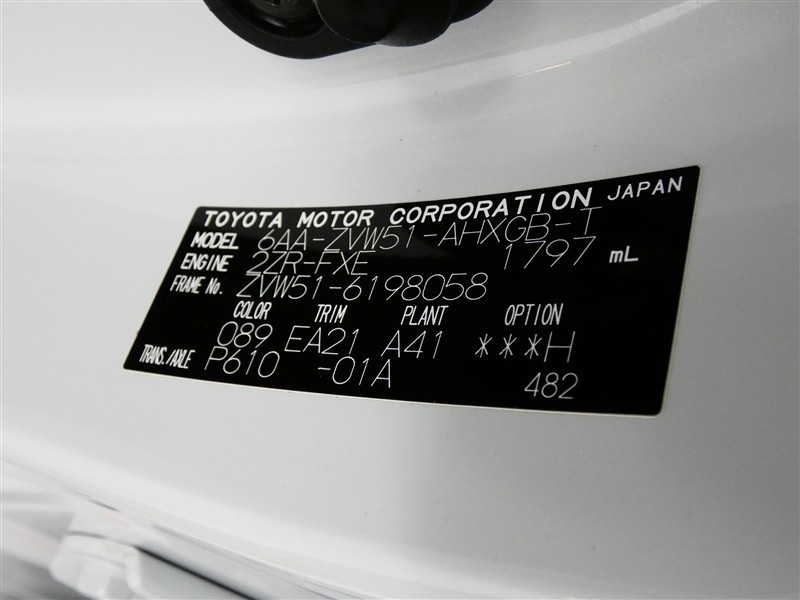 TOYOTA MOTOR CORPORATION JAPAN
MODEL 6AA-ZVW51-AHXGB-T
ENGINE 2ZR-FXE 1797 mL
FRAME No. ZVW51-6198058
COLOR TRIM PLANT OPTION
089 EA21 A41 ***H
TRANS./AXLE P610 -01A 482